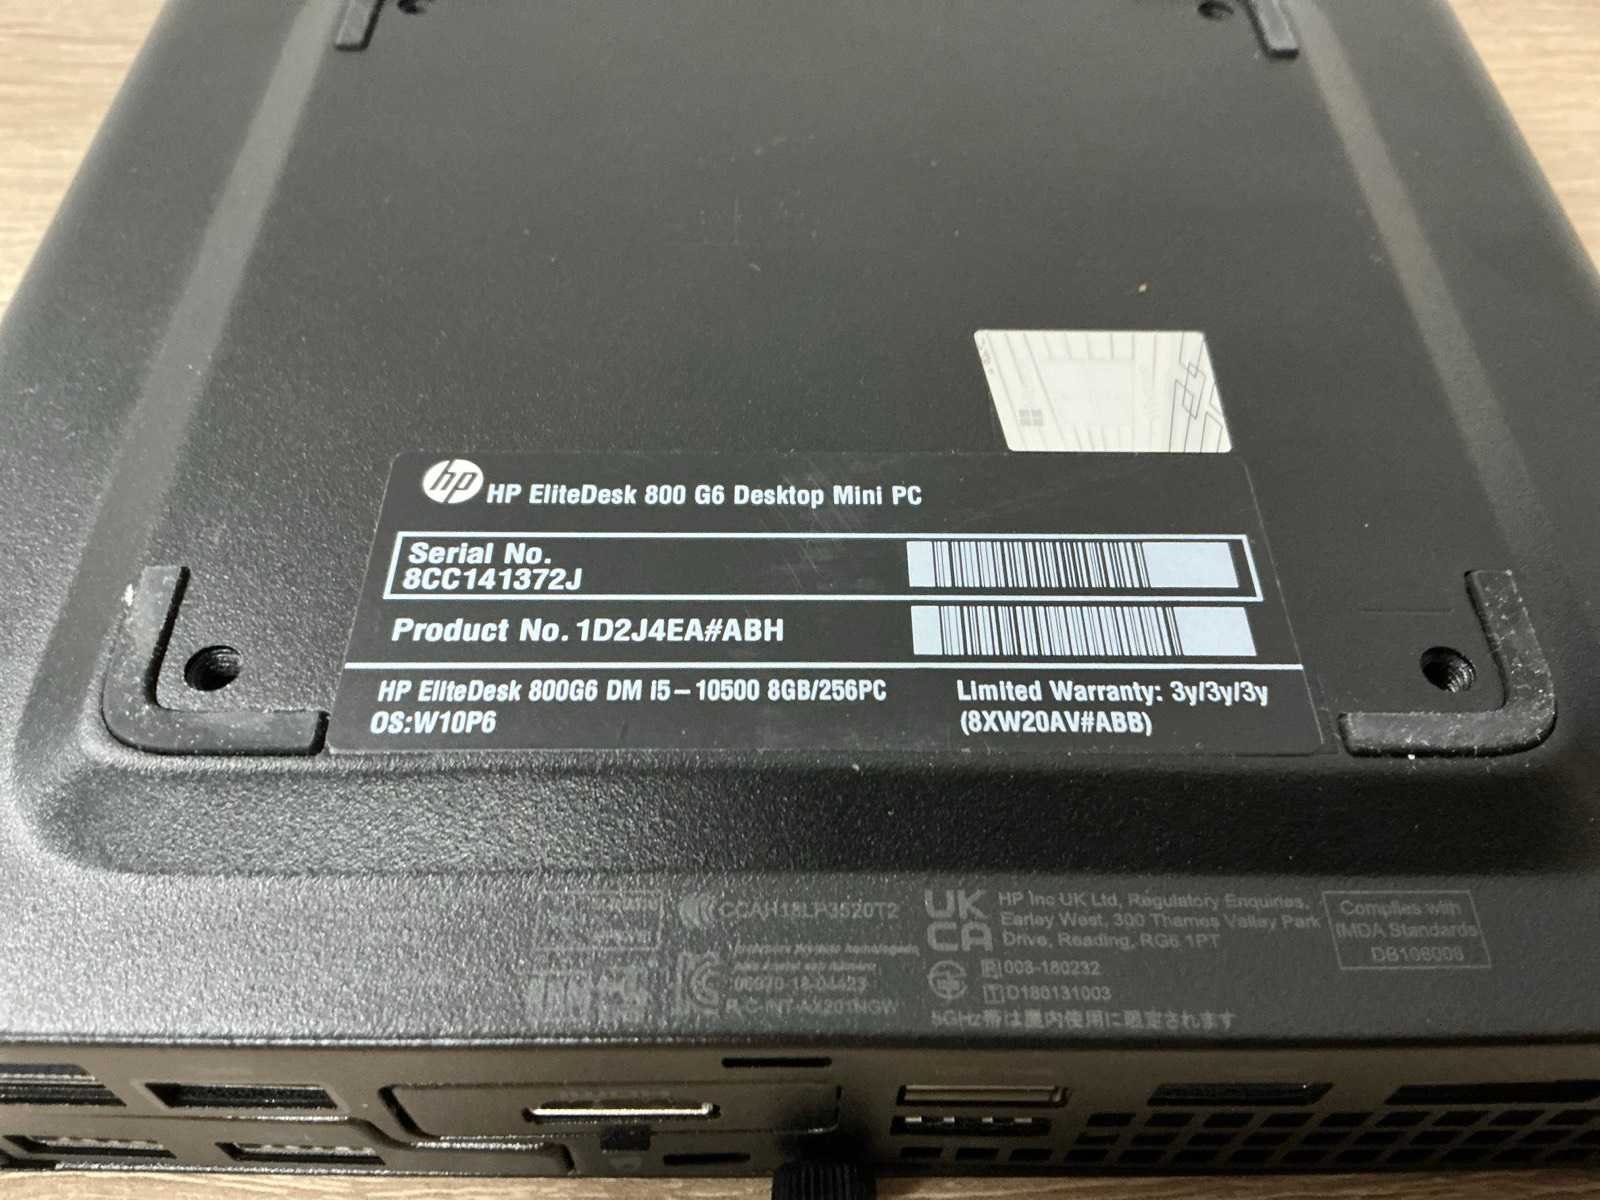 hp HP EliteDesk 800 G6 Desktop Mini PC
Serial No.
8CC141372J
Product No. 1D2J4EA#ABH
HP EliteDesk 800G6 DM i5-10500 8GB/256PC
OS:W10P6
Limited Warranty: 3y/3y/3y
(8XW20AV#ABB)
CCAH18LP3520T2
R-C-INT-AX201NGW
UK
CA
HP Inc UK Ltd, Regulatory Enquiries,
Earley West, 300 Thames Valley Park
Drive, Reading, RG6 1PT
R 003-180232
T D180131003
5GHz帯は屋内使用に限定されます
Complies with
IMDA Standards